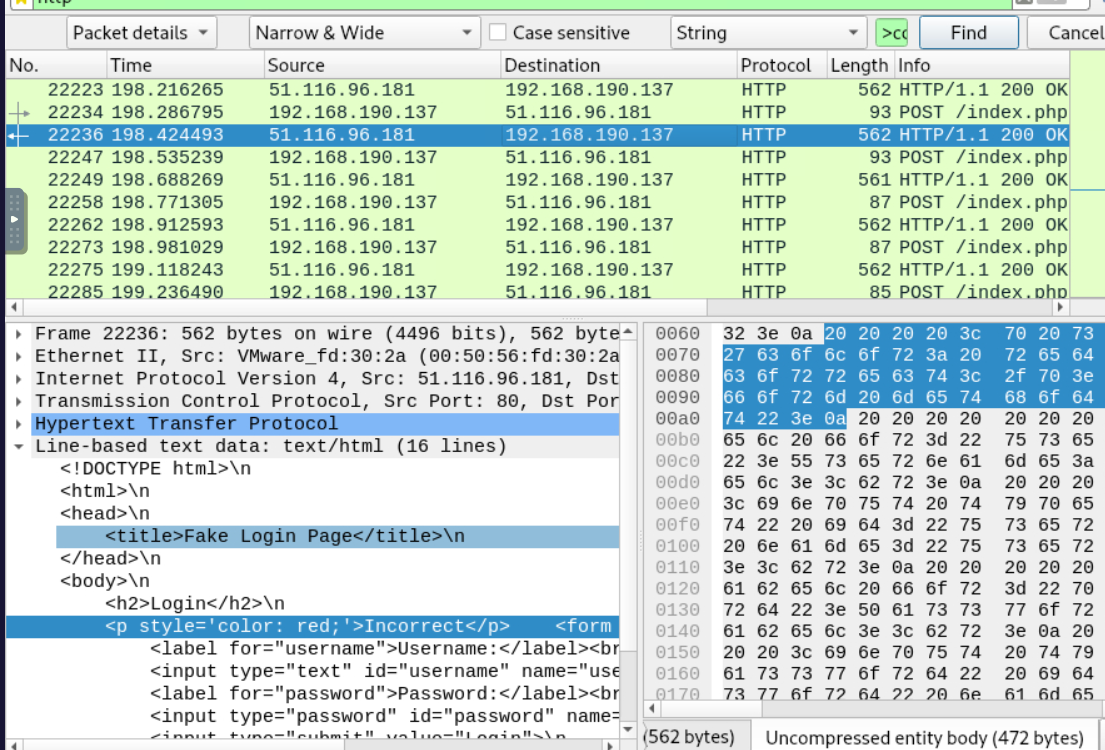 http
Packet details Narrow & Wide Case sensitive String >cc Find Cancel
No. Time Source Destination Protocol Length Info
22223 198.216265 51.116.96.181 192.168.190.137 HTTP 562 HTTP/1.1 200 OK
22234 198.286795 192.168.190.137 51.116.96.181 HTTP 93 POST /index.php
22236 198.424493 51.116.96.181 192.168.190.137 HTTP 562 HTTP/1.1 200 OK
22247 198.535239 192.168.190.137 51.116.96.181 HTTP 93 POST /index.php
22249 198.688269 51.116.96.181 192.168.190.137 HTTP 561 HTTP/1.1 200 OK
22258 198.771305 192.168.190.137 51.116.96.181 HTTP 87 POST /index.php
22262 198.912593 51.116.96.181 192.168.190.137 HTTP 562 HTTP/1.1 200 OK
22273 198.981029 192.168.190.137 51.116.96.181 HTTP 87 POST /index.php
22275 199.118243 51.116.96.181 192.168.190.137 HTTP 562 HTTP/1.1 200 OK
22285 199.236490 192.168.190.137 51.116.96.181 HTTP 85 POST /index.php
Frame 22236: 562 bytes on wire (4496 bits), 562 byte
Ethernet II, Src: VMware_fd:30:2a (00:50:56:fd:30:2a
Internet Protocol Version 4, Src: 51.116.96.181, Dst
Transmission Control Protocol, Src Port: 80, Dst Por
Hypertext Transfer Protocol
Line-based text data: text/html (16 lines)
<!DOCTYPE html>\n
<html>\n
<head>\n
<title>Fake Login Page</title>\n
</head>\n
<body>\n
<h2>Login</h2>\n
<p style='color: red;'>Incorrect</p> <form
<label for="username">Username:</label><br
<input type="text" id="username" name="use
<label for="password">Password:</label><br
<input type="password" id="password" name=
<input type="submit" value="Login">\n
0060 32 3e 0a 20 20 20 20 3c 70 20 73
0070 27 63 6f 6c 6f 72 3a 20 72 65 64
0080 63 6f 72 72 65 63 74 3c 2f 70 3e
0090 66 6f 72 6d 20 6d 65 74 68 6f 64
00a0 74 22 3e 0a 20 20 20 20 20 20 20
00b0 65 6c 20 66 6f 72 3d 22 75 73 65
00c0 22 3e 55 73 65 72 6e 61 6d 65 3a
00d0 65 6c 3e 3c 62 72 3e 0a 20 20 20
00e0 3c 69 6e 70 75 74 20 74 79 70 65
00f0 74 22 20 69 64 3d 22 75 73 65 72
0100 20 6e 61 6d 65 3d 22 75 73 65 72
0110 3e 3c 62 72 3e 0a 20 20 20 20 20
0120 61 62 65 6c 20 66 6f 72 3d 22 70
0130 72 64 22 3e 50 61 73 73 77 6f 72
0140 61 62 65 6c 3e 3c 62 72 3e 0a 20
0150 20 20 3c 69 6e 70 75 74 20 74 79
0160 61 73 73 77 6f 72 64 22 20 69 64
0170 73 77 6f 72 64 22 20 6e 61 6d 65
(562 bytes) Uncompressed entity body (472 bytes)